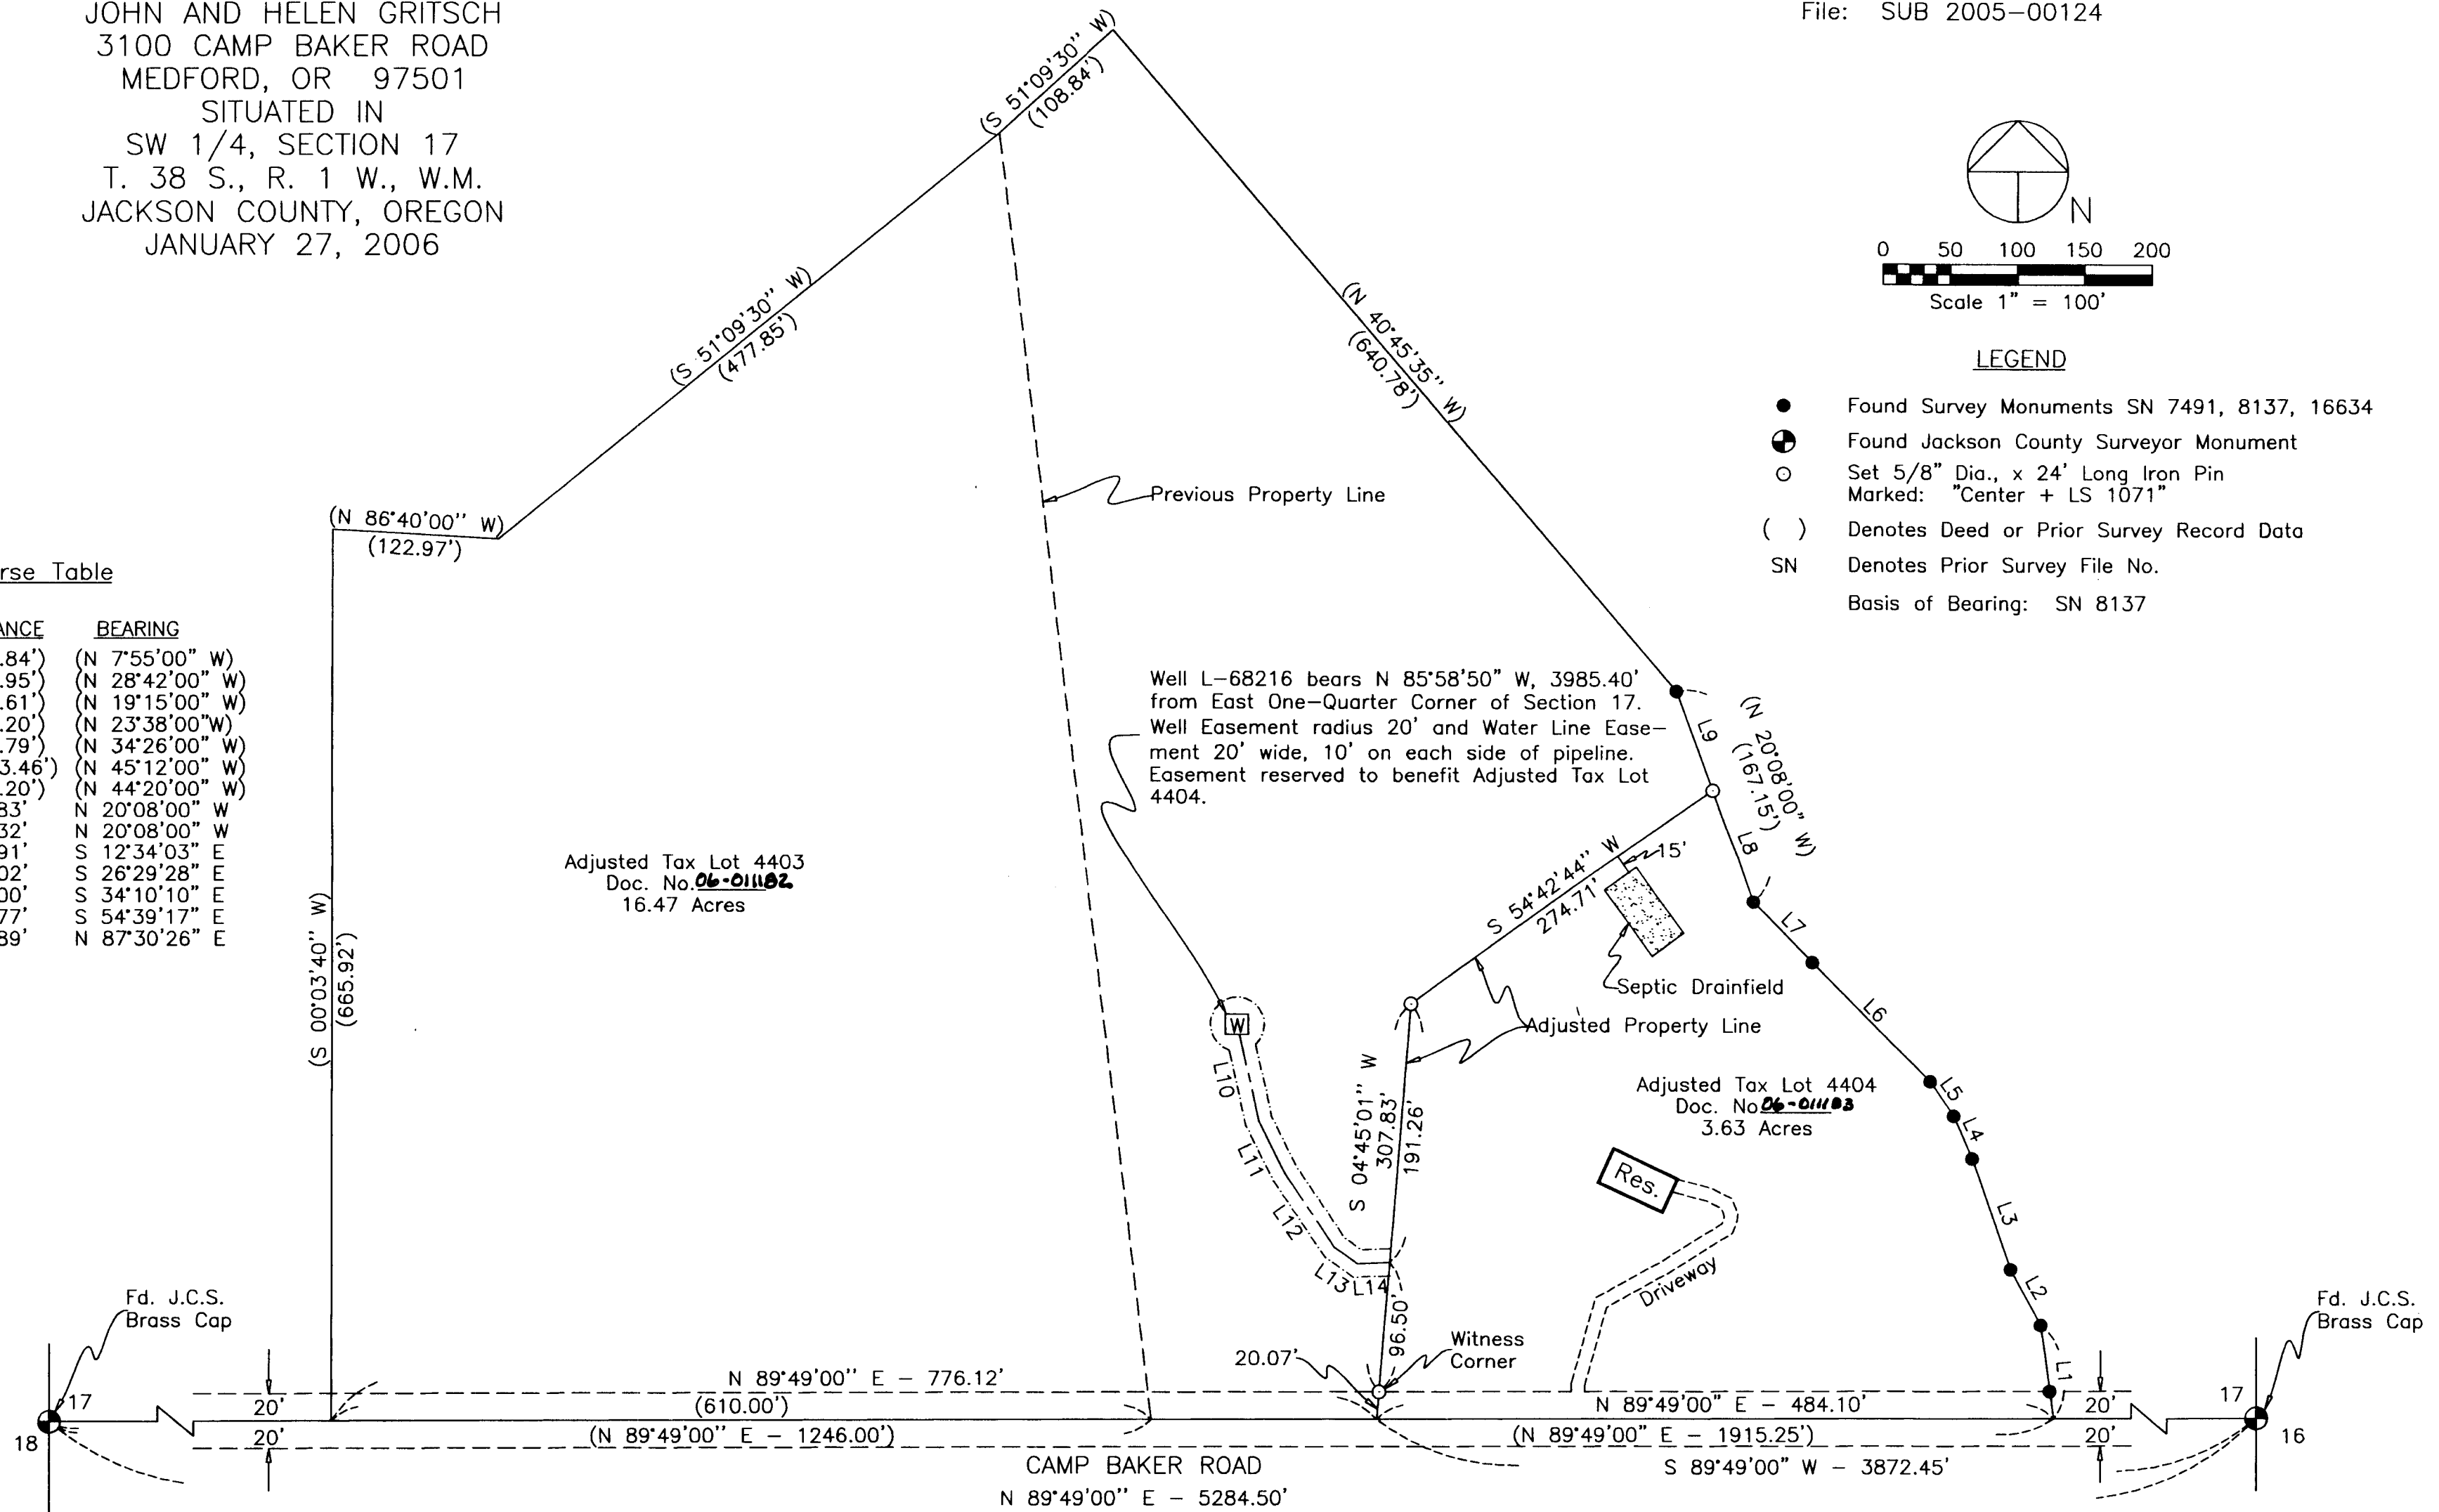 JOHN AND HELEN GRITSCH
3100 CAMP BAKER ROAD
MEDFORD, OR 97501
SITUATED IN
SW 1/4, SECTION 17
T. 38 S., R. 1 W., W.M.
JACKSON COUNTY, OREGON
JANUARY 27, 2006
File: SUB 2005-00124
N
0 50 100 150 200
Scale 1" = 100'
LEGEND
Found Survey Monuments SN 7491, 8137, 16634
Found Jackson County Surveyor Monument
Set 5/8" Dia., x 24' Long Iron Pin
Marked: "Center + LS 1071"
( ) Denotes Deed or Prior Survey Record Data
SN Denotes Prior Survey File No.
Basis of Bearing: SN 8137
(S 51°09'30" W)
(108.84')
(S 51°09'30" W)
(477.85')
(N 40°45'35" W)
(640.78')
Previous Property Line
(N 86°40'00" W)
(122.97')
rse Table
ANCE BEARING
.84') (N 7°55'00" W)
.95') (N 28°42'00" W)
.61') (N 19°15'00" W)
.20') (N 23°38'00"W)
.79') (N 34°26'00" W)
3.46') (N 45°12'00" W)
.20') (N 44°20'00" W)
83' N 20°08'00" W
32' N 20°08'00" W
91' S 12°34'03" E
02' S 26°29'28" E
00' S 34°10'10" E
77' S 54°39'17" E
89' N 87°30'26" E
Well L-68216 bears N 85°58'50" W, 3985.40'
from East One-Quarter Corner of Section 17.
Well Easement radius 20' and Water Line Ease-
ment 20' wide, 10' on each side of pipeline.
Easement reserved to benefit Adjusted Tax Lot
4404.
L9
(N 20°08'00" W)
(167.15')
L8
S 54°42'44" W
274.71'
15'
Septic Drainfield
L7
L6
L5
L4
L3
L2
L1
Adjusted Tax Lot 4403
Doc. No. 06-011182
16.47 Acres
(S 00°03'40" W)
(665.92')
W
L10
L11
L12
L13
L14
Adjusted Property Line
S 04°45'01" W
307.83'
191.26'
96.50'
Adjusted Tax Lot 4404
Doc. No. 06-011183
3.63 Acres
Res.
Driveway
Witness
Corner
20.07'
Fd. J.C.S.
Brass Cap
Fd. J.C.S.
Brass Cap
17
18
17
16
20'
20'
20'
20'
N 89°49'00" E - 776.12'
(610.00')
(N 89°49'00" E - 1246.00')
N 89°49'00" E - 484.10'
(N 89°49'00" E - 1915.25')
CAMP BAKER ROAD
S 89°49'00" W - 3872.45'
N 89°49'00" E - 5284.50'